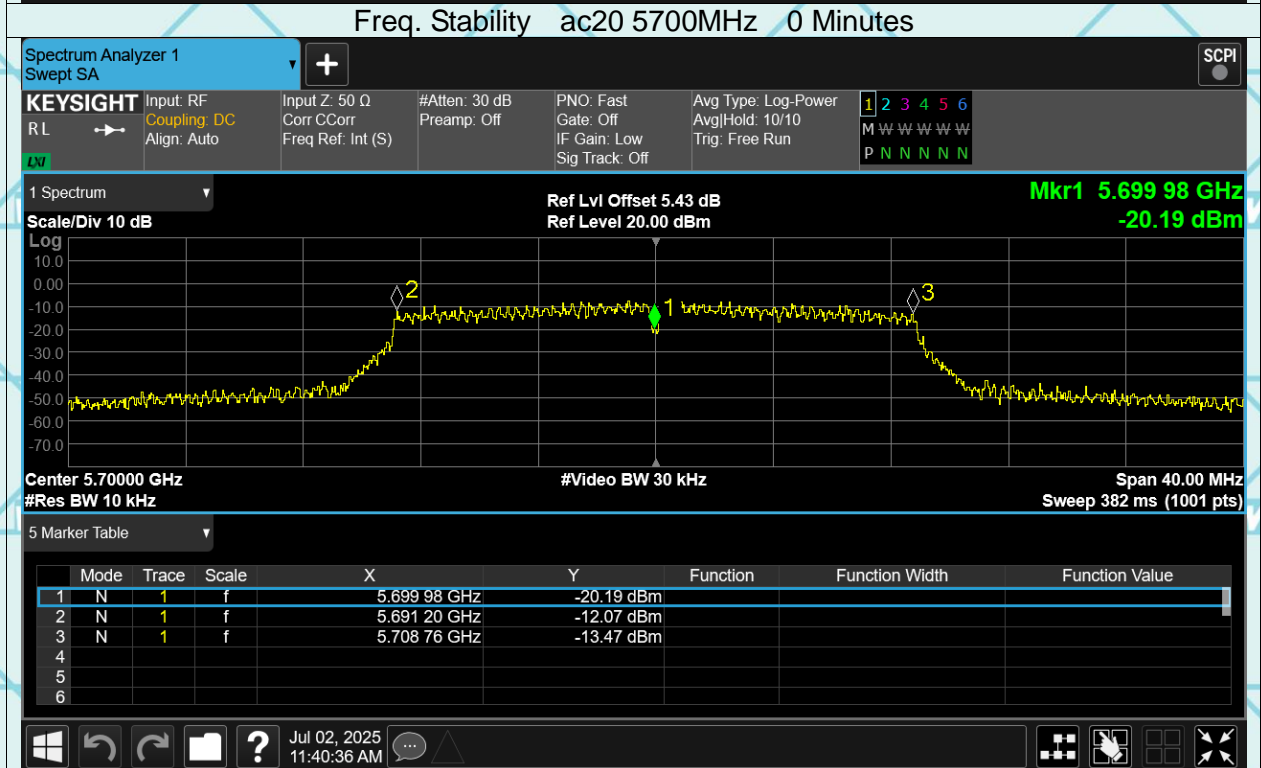 Freq. Stability ac20 5700MHz 0 Minutes
Spectrum Analyzer 1
Swept SA
+
SCPI
KEYSIGHT
RL
LXI
Input: RF
Coupling: DC
Align: Auto
Input Z: 50 Ω
Corr CCorr
Freq Ref: Int (S)
#Atten: 30 dB
Preamp: Off
PNO: Fast
Gate: Off
IF Gain: Low
Sig Track: Off
Avg Type: Log-Power
Avg|Hold: 10/10
Trig: Free Run
1 2 3 4 5 6
M W W W W W W
P N N N N N
1 Spectrum
Scale/Div 10 dB
Ref Lvl Offset 5.43 dB
Ref Level 20.00 dBm
Mkr1 5.699 98 GHz
-20.19 dBm
Log
10.0
0.00
-10.0
-20.0
-30.0
-40.0
-50.0
-60.0
-70.0
2
1
3
Center 5.70000 GHz
#Video BW 30 kHz
Span 40.00 MHz
#Res BW 10 kHz
Sweep 382 ms (1001 pts)
5 Marker Table
Mode Trace Scale X Y Function Function Width Function Value
1 N 1 f 5.699 98 GHz -20.19 dBm
2 N 1 f 5.691 20 GHz -12.07 dBm
3 N 1 f 5.708 76 GHz -13.47 dBm
4
5
6
?
Jul 02, 2025
11:40:36 AM